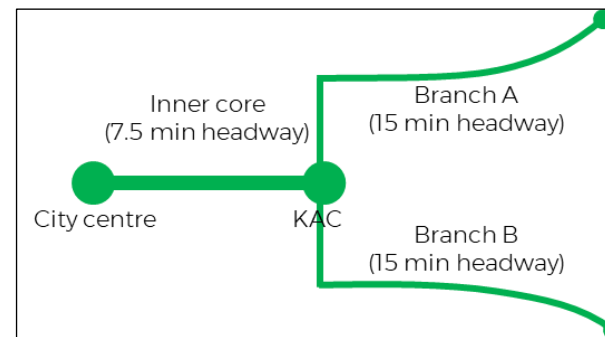 Inner core
(7.5 min headway)
Branch A
(15 min headway)
City centre
KAC
Branch B
(15 min headway)